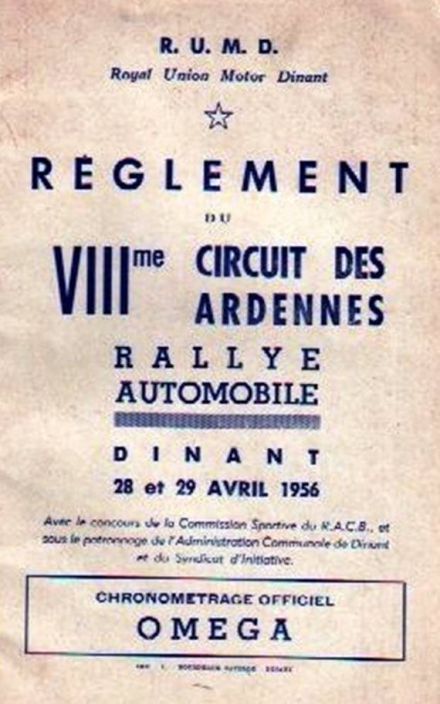 R. U. M. D.
Royal Union Motor Dinant
RÉGLEMENT
DU
VIIIme CIRCUIT DES
ARDENNES
RALLYE
AUTOMOBILE
DINANT
28 et 29 AVRIL 1956
Avec le concours de la Commission Sportive du R.A.C.B., et
sous le patronnage de l'Administration Communale de Dinant
et du Syndicat d'Initiative.
CHRONOMETRAGE OFFICIEL
OMEGA